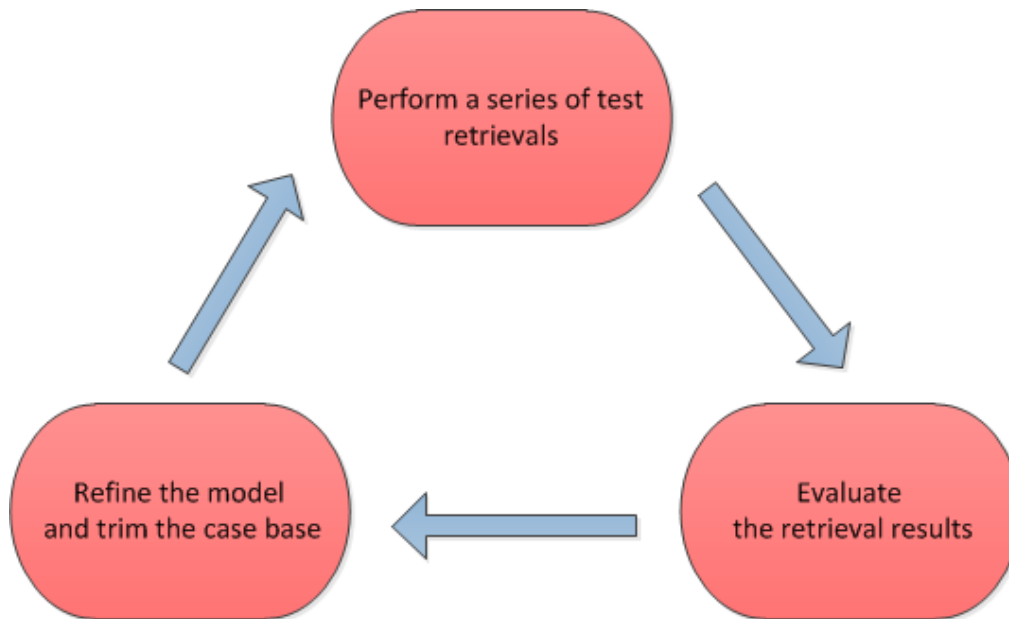 Perform a series of test
retrievals
Refine the model
and trim the case base
Evaluate
the retrieval results